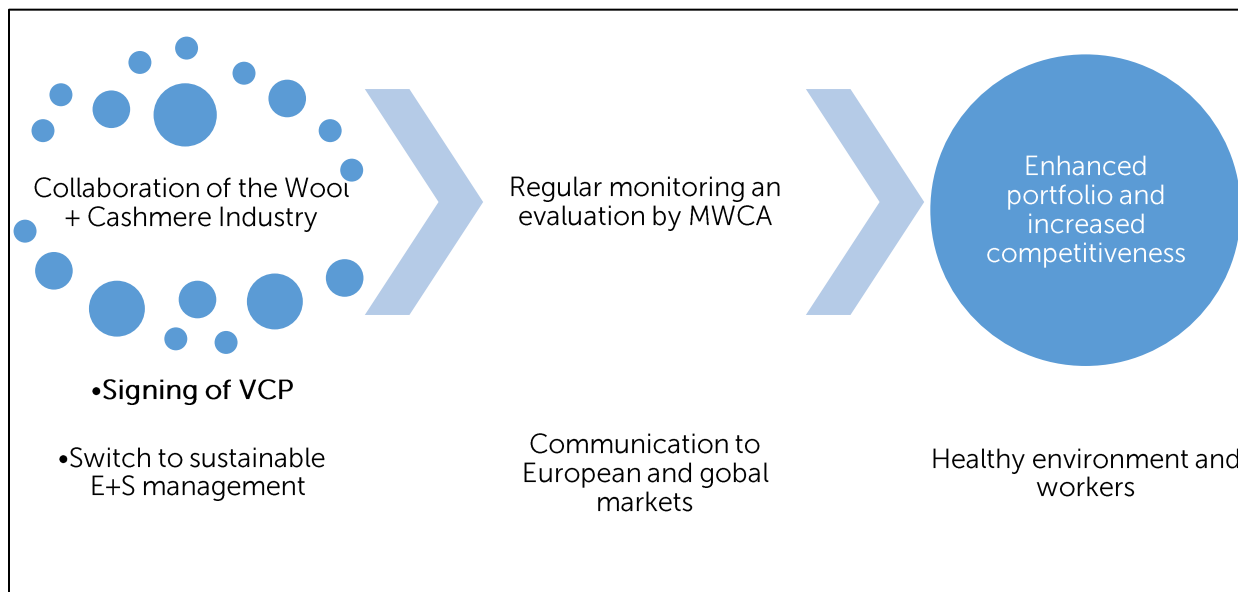 Collaboration of the Wool
+ Cashmere Industry
•Signing of VCP
•Switch to sustainable
E+S management
Regular monitoring an
evaluation by MWCA
Communication to
European and gobal
markets
Enhanced
portfolio and
increased
competitiveness
Healthy environment and
workers